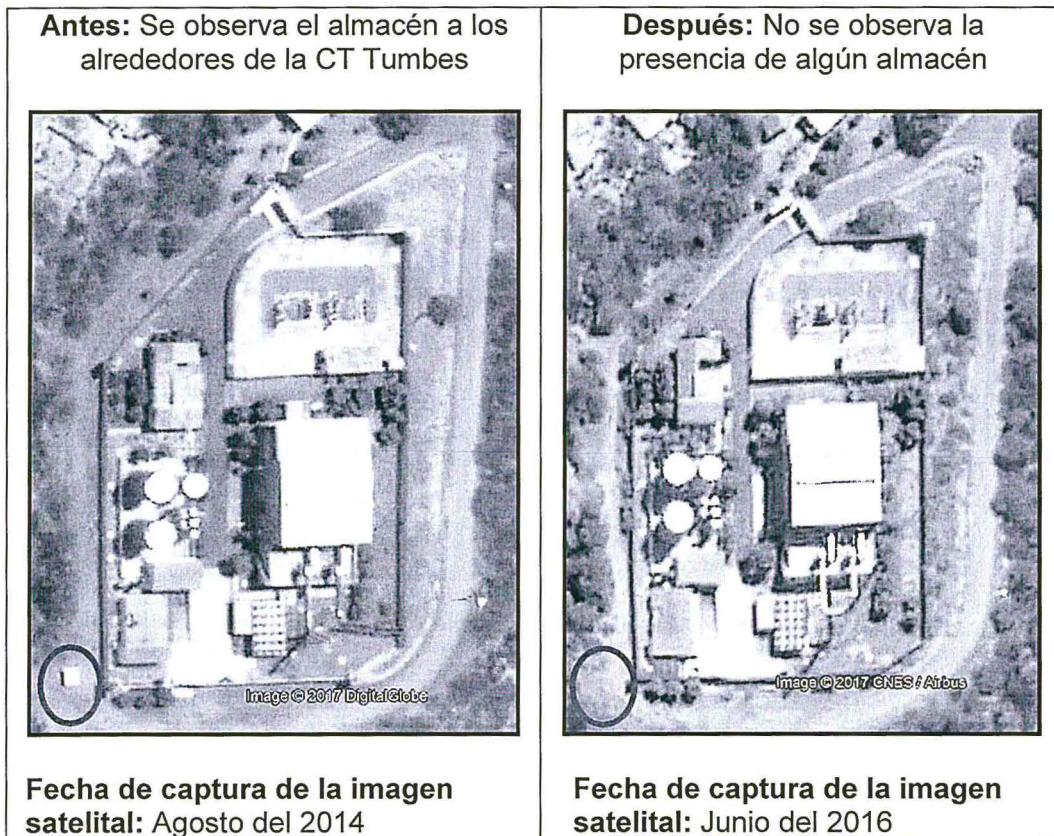 Antes: Se observa el almacén a los
alrededores de la CT Tumbes
Image © 2017 DigitalGlobe
Fecha de captura de la imagen
satelital: Agosto del 2014
Después: No se observa la
presencia de algún almacén
Image © 2017 CNES / Airbus
Fecha de captura de la imagen
satelital: Junio del 2016